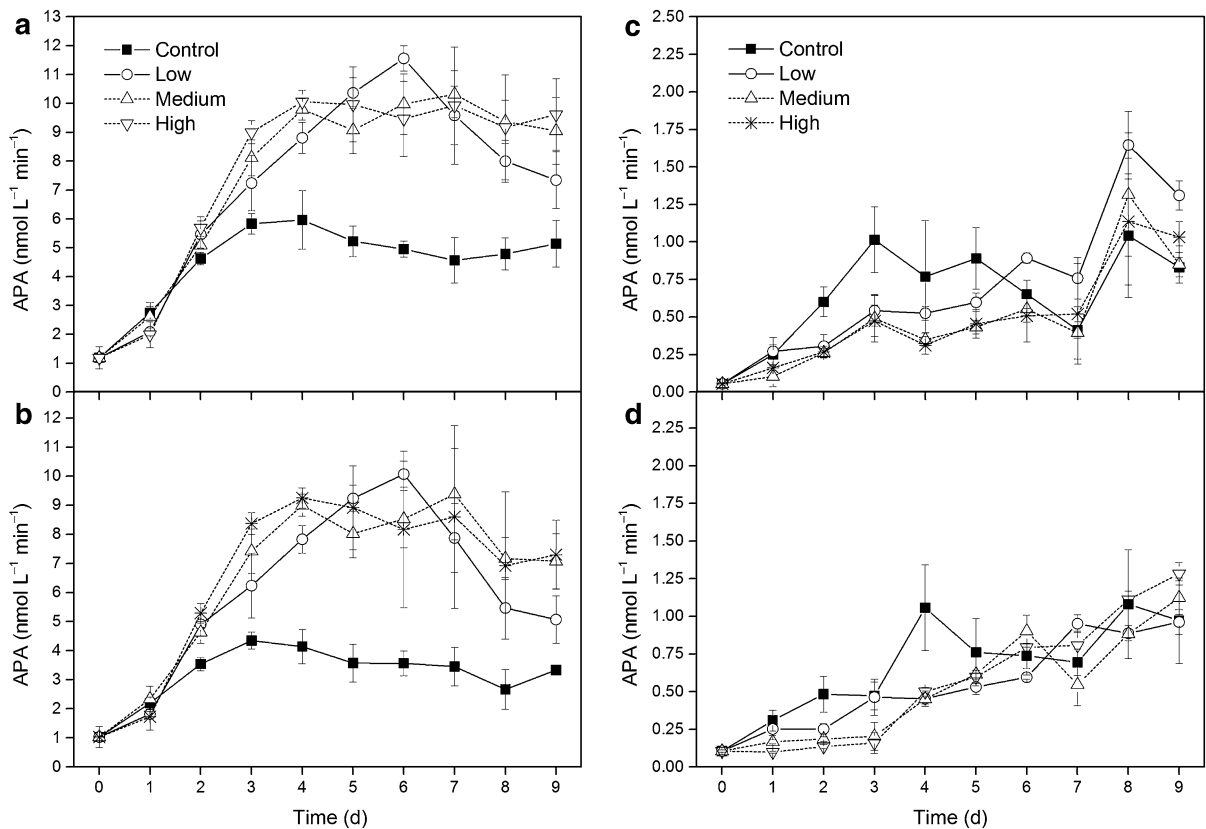 a
13
12
11
10
9
8
7
6
5
4
3
2
1
0
APA (nmol L⁻¹ min⁻¹)
Control
Low
Medium
High
c
2.50
2.25
2.00
1.75
1.50
1.25
1.00
0.75
0.50
0.25
0.00
APA (nmol L⁻¹ min⁻¹)
Control
Low
Medium
High
b
12
11
10
9
8
7
6
5
4
3
2
1
0
APA (nmol L⁻¹ min⁻¹)
0 1 2 3 4 5 6 7 8 9
Time (d)
d
2.25
2.00
1.75
1.50
1.25
1.00
0.75
0.50
0.25
0.00
APA (nmol L⁻¹ min⁻¹)
0 1 2 3 4 5 6 7 8 9
Time (d)